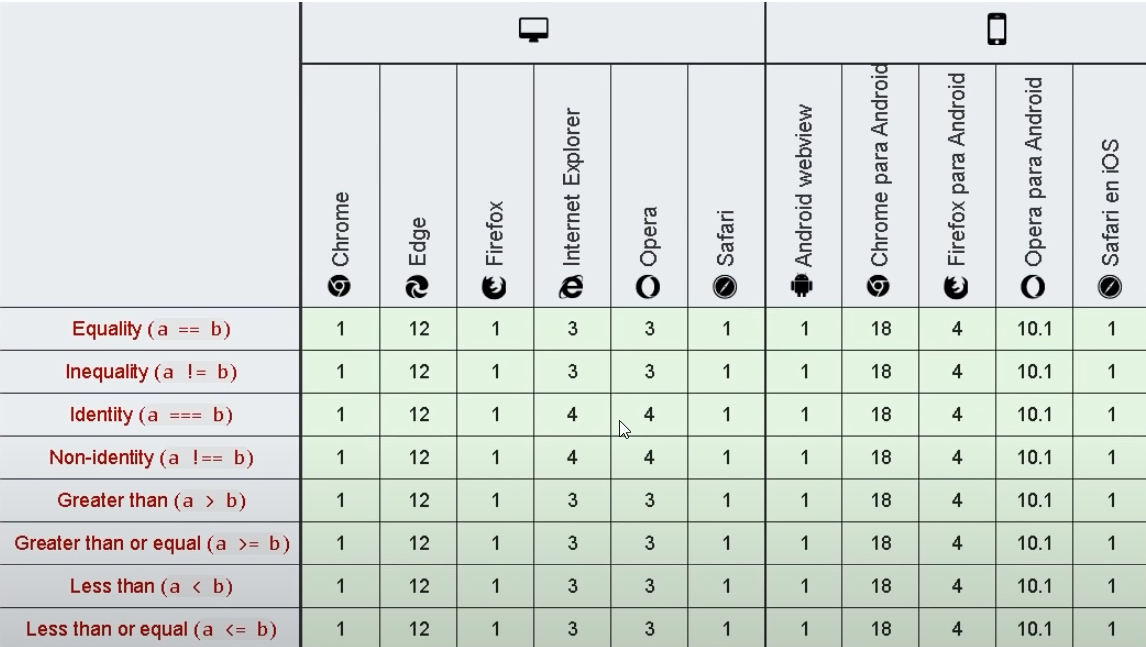 Chrome
Edge
Firefox
Internet Explorer
Opera
Safari
Android webview
Chrome para Android
Firefox para Android
Opera para Android
Safari en iOS
Equality (a == b) 1 12 1 3 3 1 1 18 4 10.1 1
Inequality (a != b) 1 12 1 3 3 1 1 18 4 10.1 1
Identity (a === b) 1 12 1 4 4 1 1 18 4 10.1 1
Non-identity (a !== b) 1 12 1 4 4 1 1 18 4 10.1 1
Greater than (a > b) 1 12 1 3 3 1 1 18 4 10.1 1
Greater than or equal (a >= b) 1 12 1 3 3 1 1 18 4 10.1 1
Less than (a < b) 1 12 1 3 3 1 1 18 4 10.1 1
Less than or equal (a <= b) 1 12 1 3 3 1 1 18 4 10.1 1